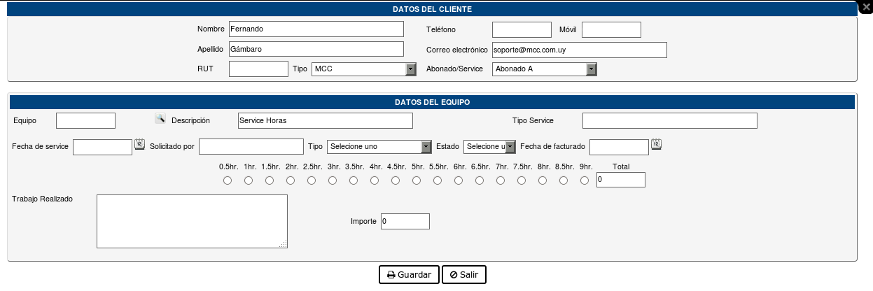 DATOS DEL CLIENTE
Nombre Fernando Teléfono Móvil
Apellido Gámbaro Correo electrónico soporte@mcc.com.uy
RUT Tipo MCC Abonado/Service Abonado A
DATOS DEL EQUIPO
Equipo Descripción Service Horas Tipo Service
Fecha de service Solicitado por Tipo Selecione uno Estado Selecione u Fecha de facturado
0.5hr. 1hr. 1.5hr. 2hr. 2.5hr. 3hr. 3.5hr. 4hr. 4.5hr. 5hr. 5.5hr. 6hr. 6.5hr. 7hr. 7.5hr. 8hr. 8.5hr. 9hr. Total
0
Trabajo Realizado
Importe 0
Guardar Salir